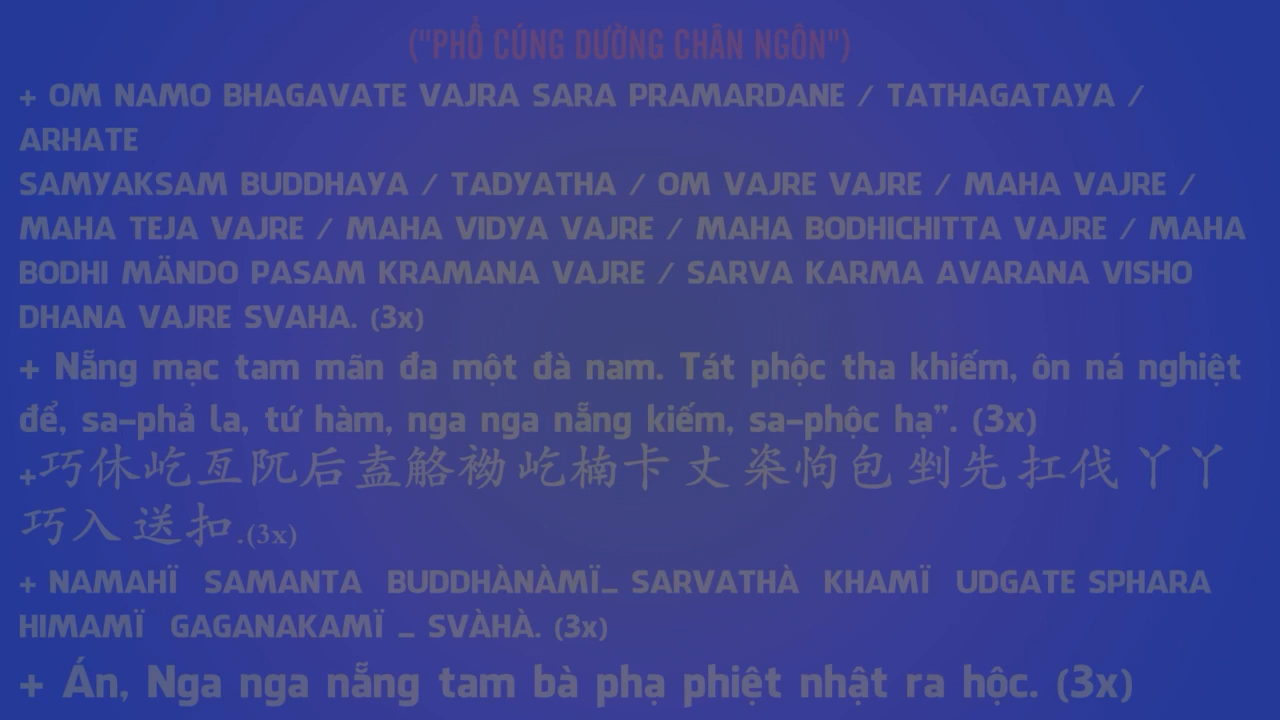 ("PHỔ CÚNG DƯỜNG CHÂN NGÔN")
+ OM NAMO BHAGAVATE VAJRA SARA PRAMARDANE / TATHAGATAYA /
ARHATE
SAMYAKSAM BUDDHAYA / TADYATHA / OM VAJRE VAJRE / MAHA VAJRE /
MAHA TEJA VAJRE / MAHA VIDYA VAJRE / MAHA BODHICHITTA VAJRE / MAHA
BODHI MÄNDO PASAM KRAMANA VAJRE / SARVA KARMA AVARANA VISHO
DHANA VAJRE SVAHA. (3x)
+ Nẵng mạc tam mãn đa một đà nam. Tát phộc tha khiếm, ôn ná nghiệt
để, sa-phả la, tứ hàm, nga nga nẵng kiếm, sa-phộc hạ”. (3x)
+巧休屹亙阢后盍觡袎屹楠卡丈菾怐包剉先扛伐丫丫
巧入送扣.(3x)
+ NAMAHÏ SAMANTA BUDDHÀNÀMÏ_ SARVATHÀ KHAMÏ UDGATE SPHARA
HIMAMÏ GAGANAKAMÏ _ SVÀHÀ. (3x)
+ Án, Nga nga nẵng tam bà phạ phiệt nhật ra hộc. (3x)